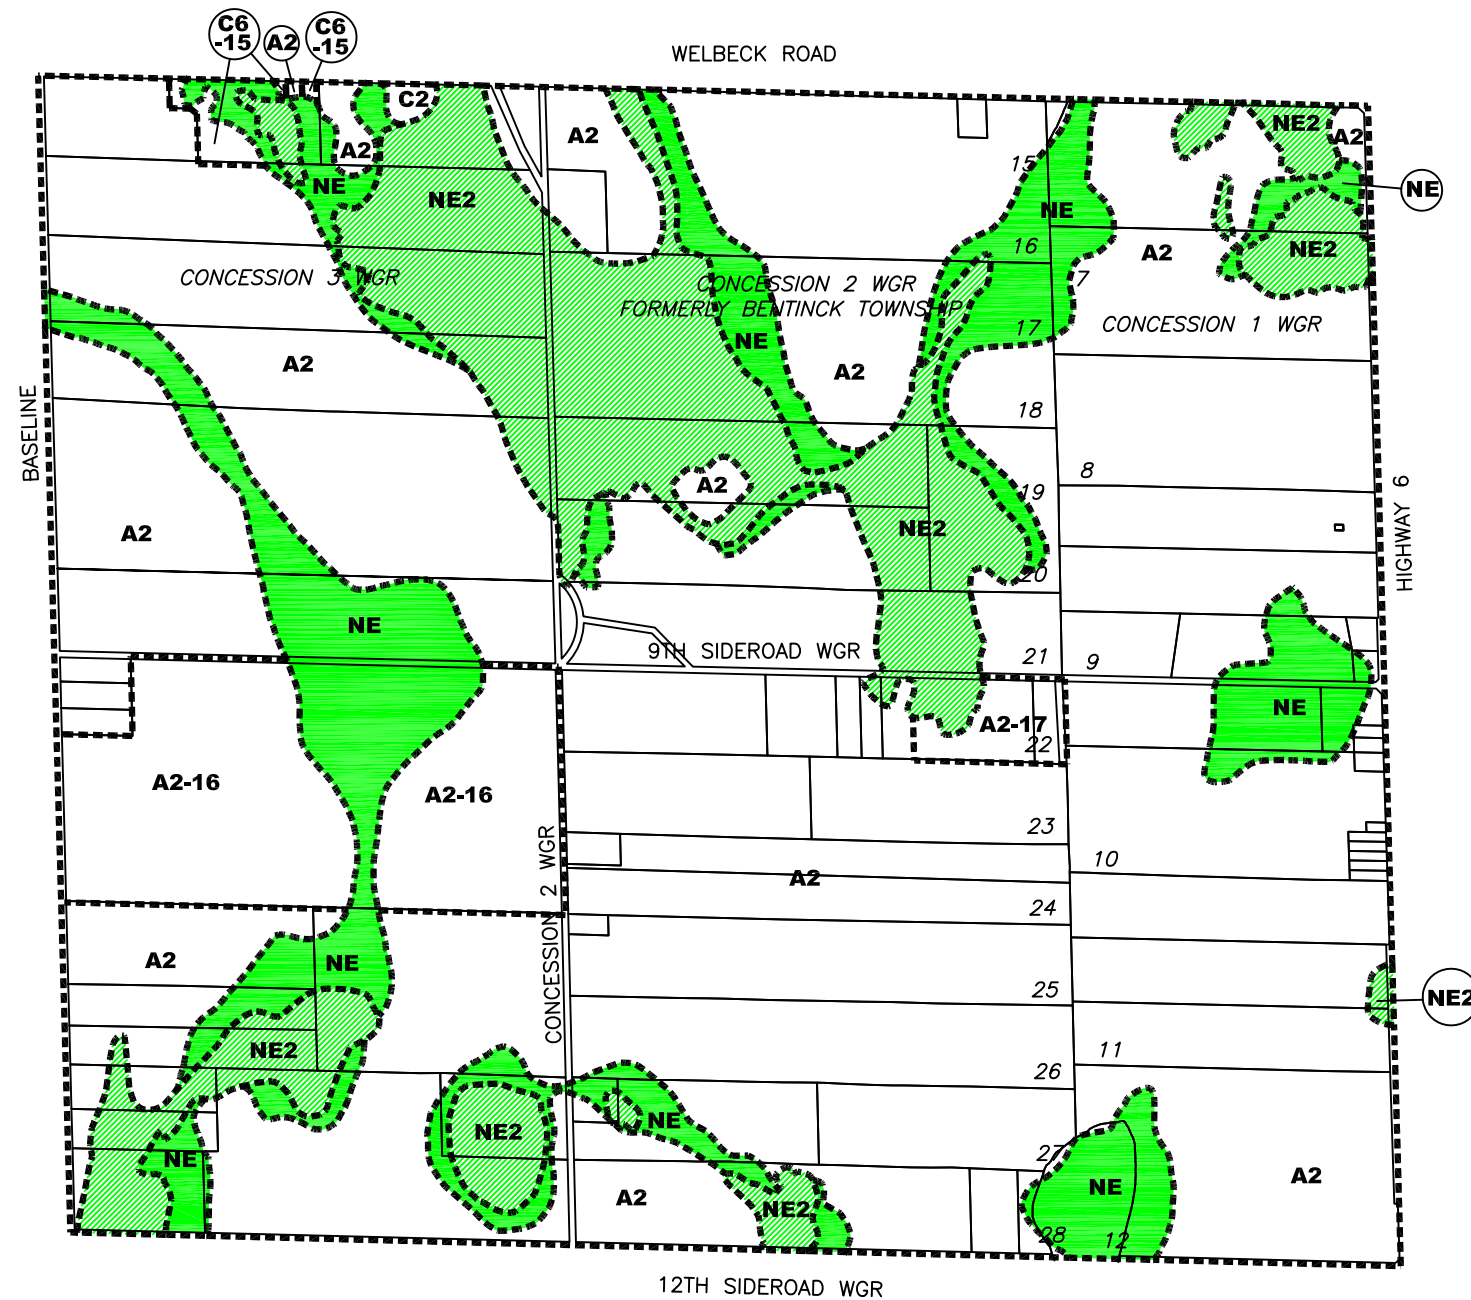 C6
-15
A2
C6
-15
WELBECK ROAD
C2
A2
A2
NE2
A2
15
NE
NE
NE2
NE
16
A2
NE2
CONCESSION 3 WGR
CONCESSION 2 WGR
FORMERLY BENTINCK TOWNSHIP
7
17
CONCESSION 1 WGR
NE
A2
A2
BASELINE
18
8
A2
19
HIGHWAY 6
A2
NE2
20
NE
9TH SIDEROAD WGR
21
9
NE
A2-17
22
A2-16
A2-16
23
10
CONCESSION 2 WGR
A2
24
A2
NE
25
NE2
NE2
11
26
NE
NE2
27
NE
A2
NE
A2
NE2
28
12
12TH SIDEROAD WGR